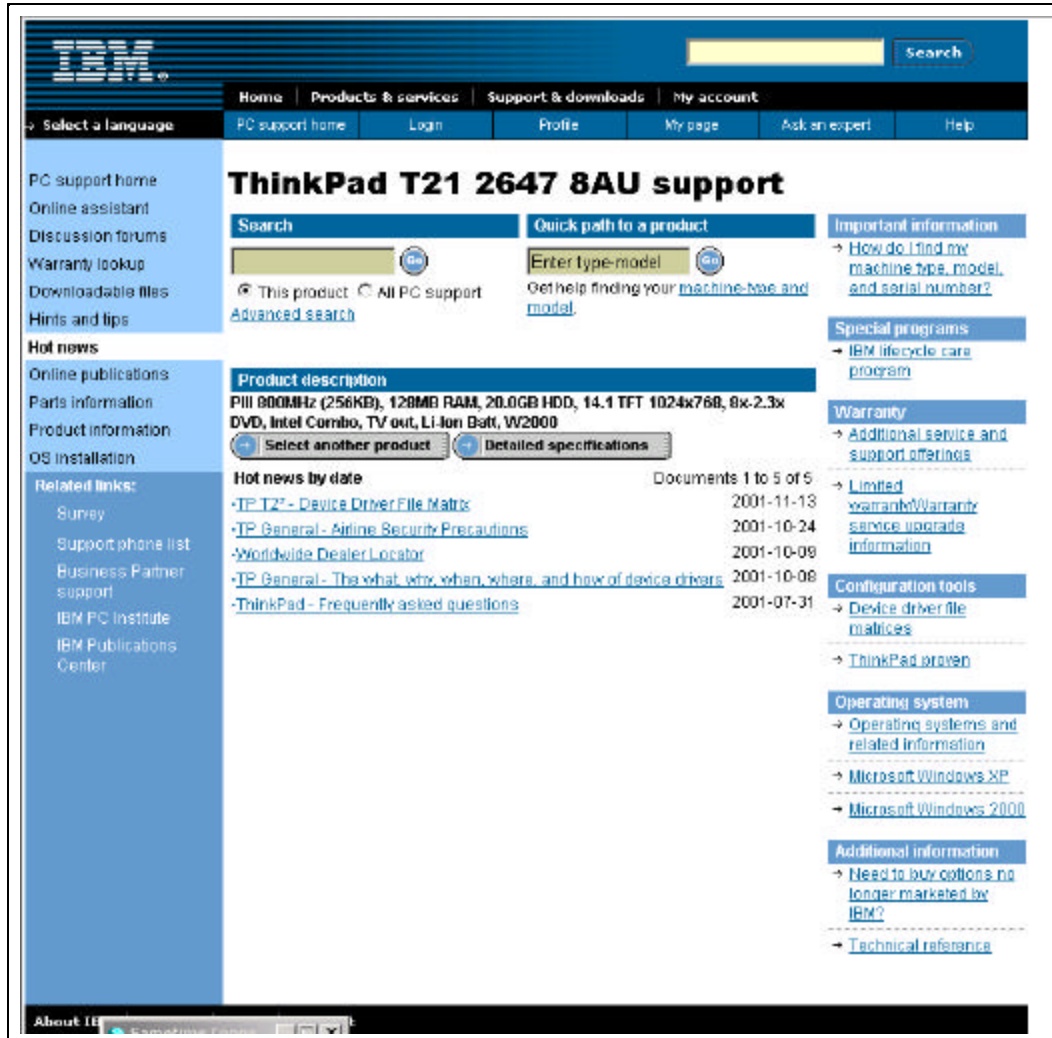 IBM®
Search
Home | Products & services | Support & downloads | My account
Select a language
PC support home
Login
Profile
My page
Ask an expert
Help
PC support home
Online assistant
Discussion forums
Warranty lookup
Downloadable files
Hints and tips
Hot news
Online publications
Parts information
Product information
OS installation
Related links:
Survey
Support phone list
Business Partner
support
IBM PC Institute
IBM Publications
Center
ThinkPad T21 2647 8AU support
Search
This product
All PC support
Advanced search
Quick path to a product
Enter type-model
Go
Get help finding your machine-type and
model.
Product description
PIII 800MHz (256KB), 128MB RAM, 20.0GB HDD, 14.1 TFT 1024x768, 8x-2.3x
DVD, Intel Combo, TV out, Li-Ion Batt, W2000
Select another product
Detailed specifications
Hot news by date
Documents 1 to 5 of 5
-TP T2* - Device Driver File Matrix 2001-11-13
-TP General - Airline Security Precautions 2001-10-24
-Worldwide Dealer Locator 2001-10-09
-TP General - The what, why, when, where, and how of device drivers 2001-10-08
-ThinkPad - Frequently asked questions 2001-07-31
Important information
How do I find my
machine type, model,
and serial number?
Special programs
IBM lifecycle care
program
Warranty
Additional service and
support offerings
Limited
warranty/Warranty
service upgrade
information
Configuration tools
Device driver file
matrices
ThinkPad proven
Operating system
Operating systems and
related information
Microsoft Windows XP
Microsoft Windows 2000
Additional information
Need to buy options no
longer marketed by
IBM?
Technical reference
About
Sametime